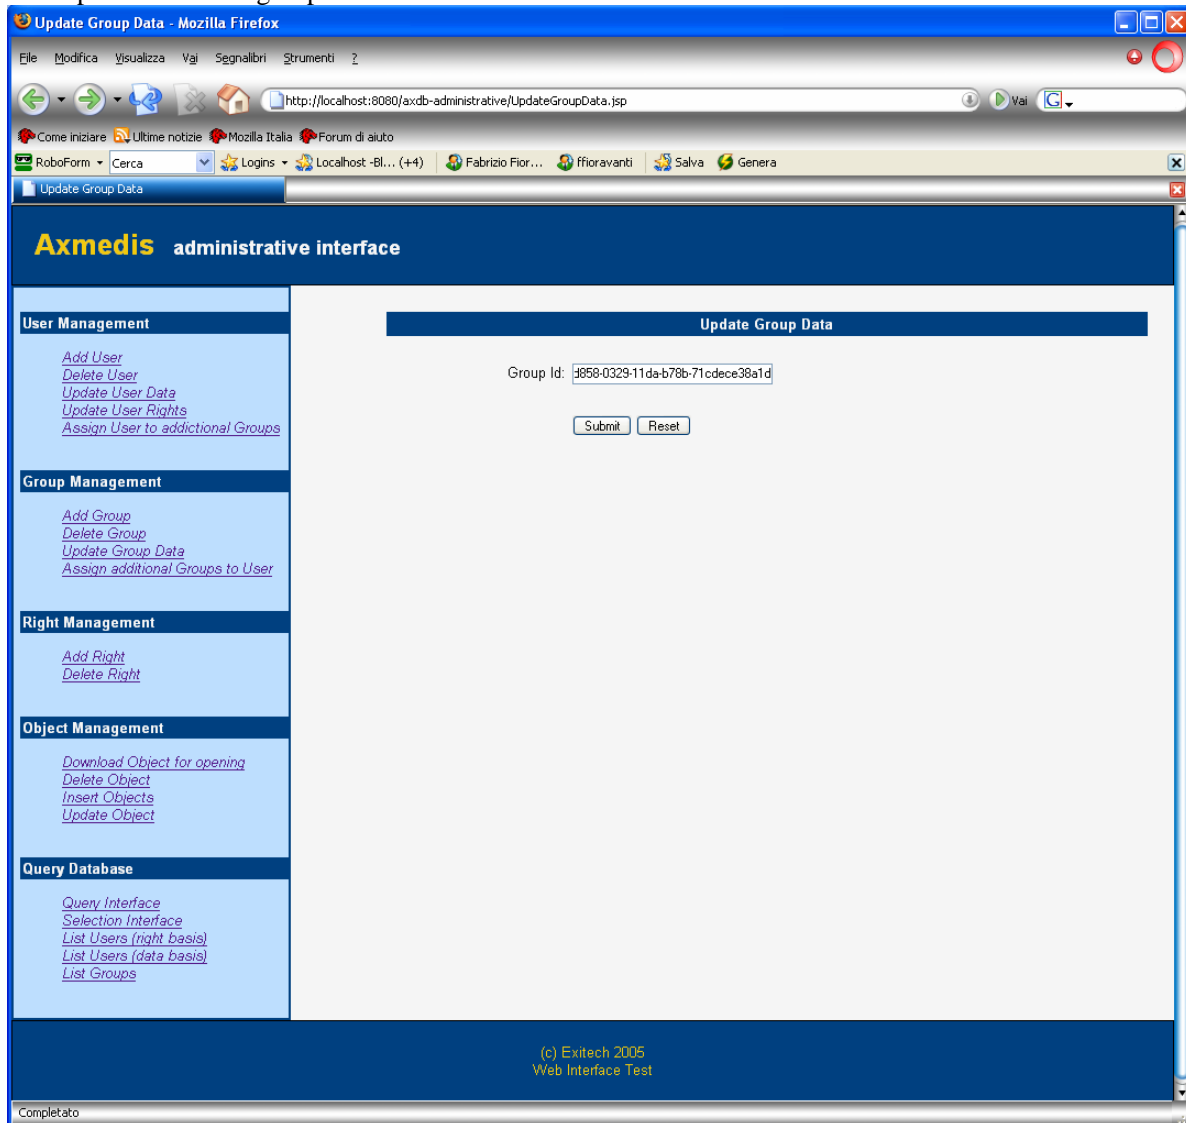 Update Group Data - Mozilla Firefox
File Modifica Visualizza Vai Segnalibri Strumenti ?
http://localhost:8080/axdb-administrative/UpdateGroupData.jsp Vai G
Come iniziare Ultime notizie Mozilla Italia Forum di aiuto
RoboForm Cerca Logins Localhost -Bl... (+4) Fabrizio Fior... ffioravanti Salva Genera
Update Group Data
Axmedis administrative interface
User Management
Add User
Delete User
Update User Data
Update User Rights
Assign User to addictional Groups
Group Management
Add Group
Delete Group
Update Group Data
Assign additional Groups to User
Right Management
Add Right
Delete Right
Object Management
Download Object for opening
Delete Object
Insert Objects
Update Object
Query Database
Query Interface
Selection Interface
List Users (right basis)
List Users (data basis)
List Groups
Update Group Data
Group Id: d858-0329-11da-b78b-71cdece38a1d
Submit Reset
(c) Exitech 2005
Web Interface Test
Completato